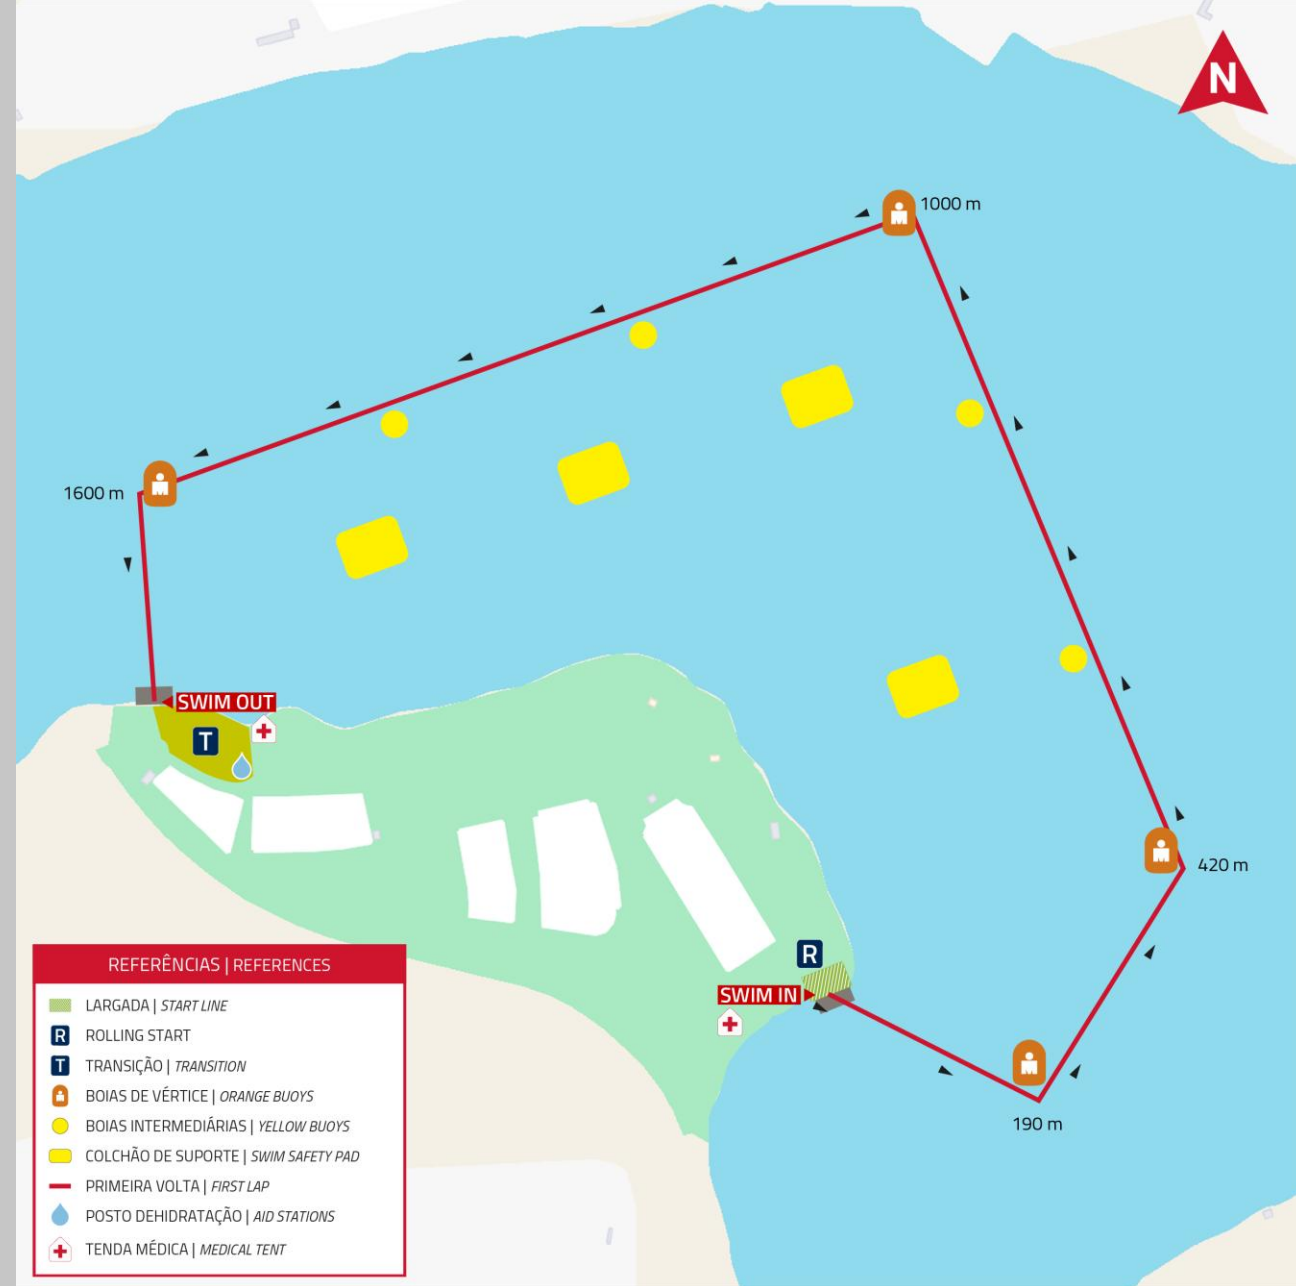 N
1000 m
1600 m
SWIM OUT
T
420 m
R
SWIM IN
190 m
REFERÊNCIAS | REFERENCES
LARGADA | START LINE
R ROLLING START
T TRANSIÇÃO | TRANSITION
BOIAS DE VÉRTICE | ORANGE BUOYS
BOIAS INTERMEDIÁRIAS | YELLOW BUOYS
COLCHÃO DE SUPORTE | SWIM SAFETY PAD
PRIMEIRA VOLTA | FIRST LAP
POSTO DEHIDRATAÇÃO | AID STATIONS
TENDA MÉDICA | MEDICAL TENT